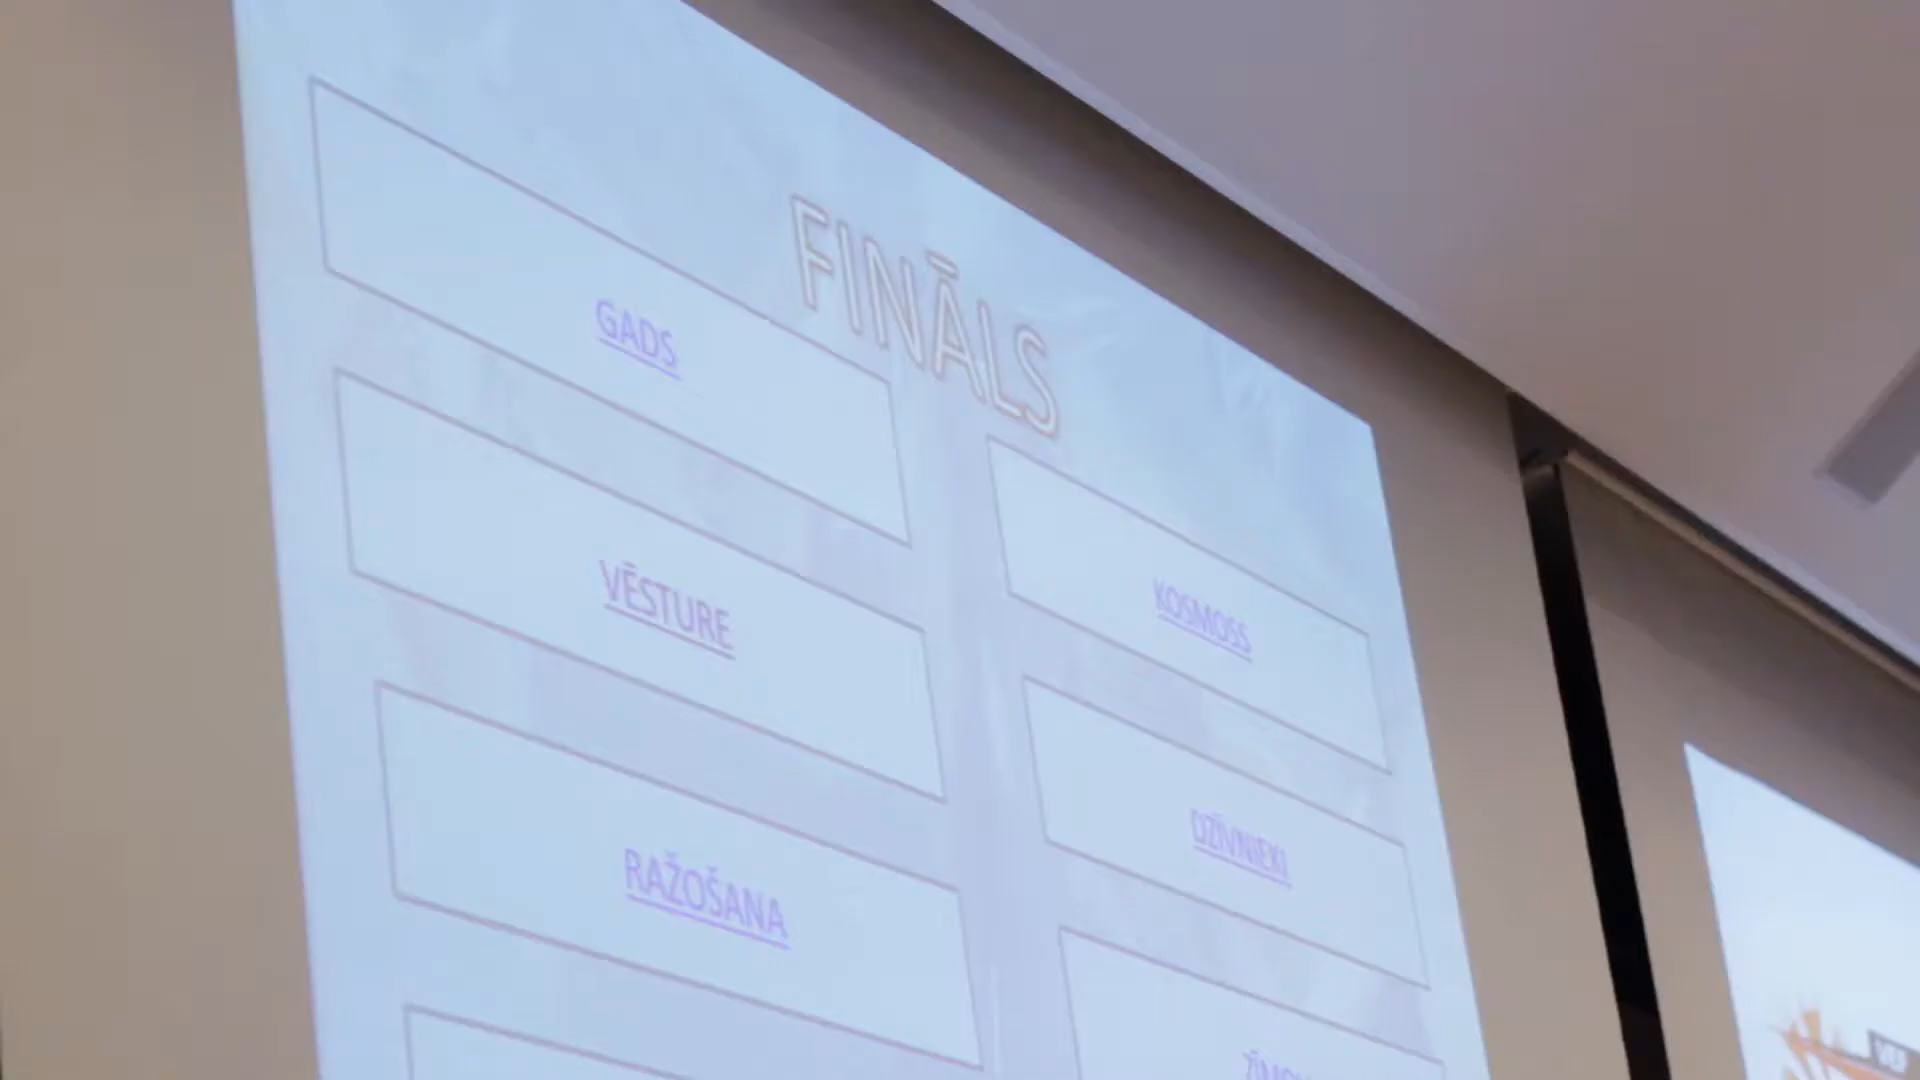 FINĀLS
GADS
VĒSTURE
RAŽOŠANA
KOSMOSS
DZĪVNIEKI